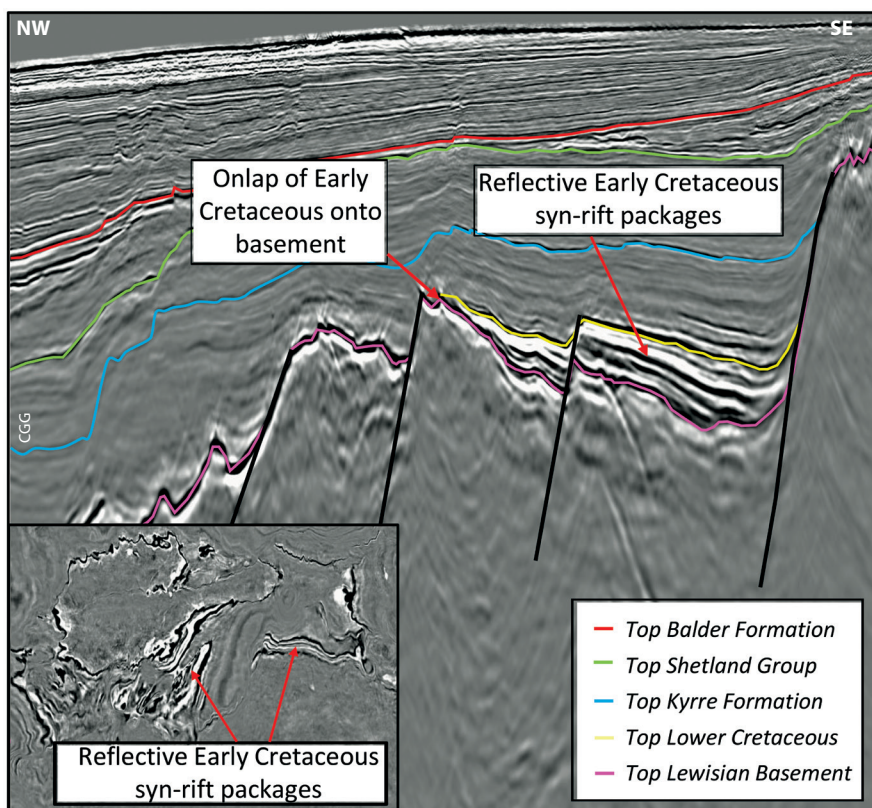 NW
SE
Onlap of Early
Cretaceous onto
basement
Reflective Early Cretaceous
syn-rift packages
CGG
Reflective Early Cretaceous
syn-rift packages
Top Balder Formation
Top Shetland Group
Top Kyrre Formation
Top Lower Cretaceous
Top Lewisian Basement